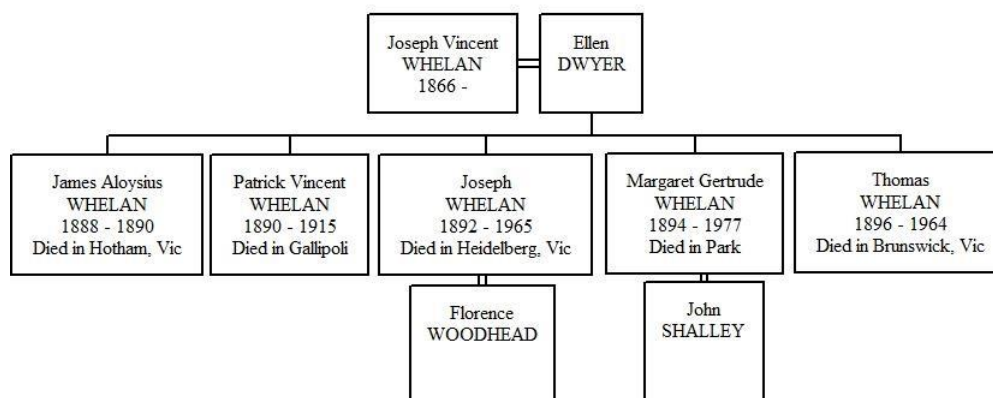 Joseph Vincent
WHELAN
1866 -
Ellen
DWYER
James Aloysius
WHELAN
1888 - 1890
Died in Hotham, Vic
Patrick Vincent
WHELAN
1890 - 1915
Died in Gallipoli
Joseph
WHELAN
1892 - 1965
Died in Heidelberg, Vic
Margaret Gertrude
WHELAN
1894 - 1977
Died in Park
Thomas
WHELAN
1896 - 1964
Died in Brunswick, Vic
Florence
WOODHEAD
John
SHALLEY